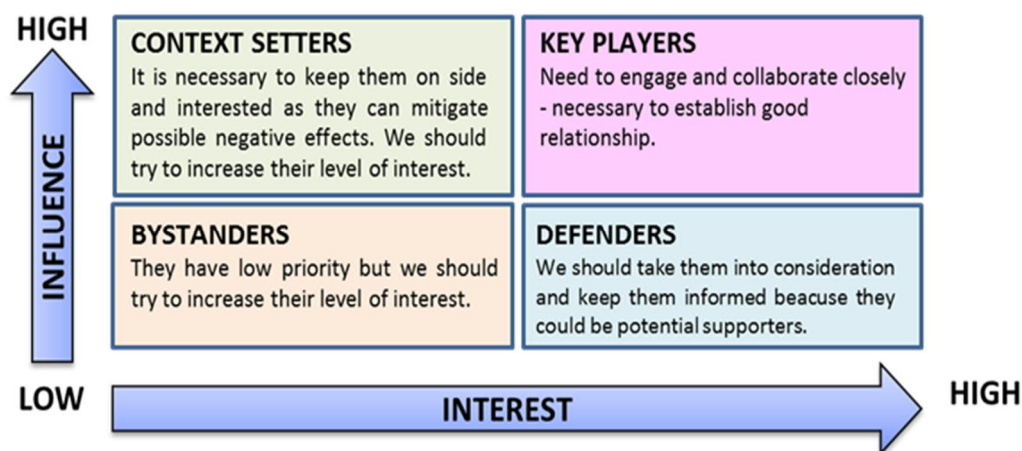 HIGH
CONTEXT SETTERS
It is necessary to keep them on side
and interested as they can mitigate
possible negative effects. We should
try to increase their level of interest.
KEY PLAYERS
Need to engage and collaborate closely
- necessary to establish good
relationship.
INFLUENCE
BYSTANDERS
They have low priority but we should
try to increase their level of interest.
DEFENDERS
We should take them into consideration
and keep them informed beacuse they
could be potential supporters.
LOW
INTEREST
HIGH